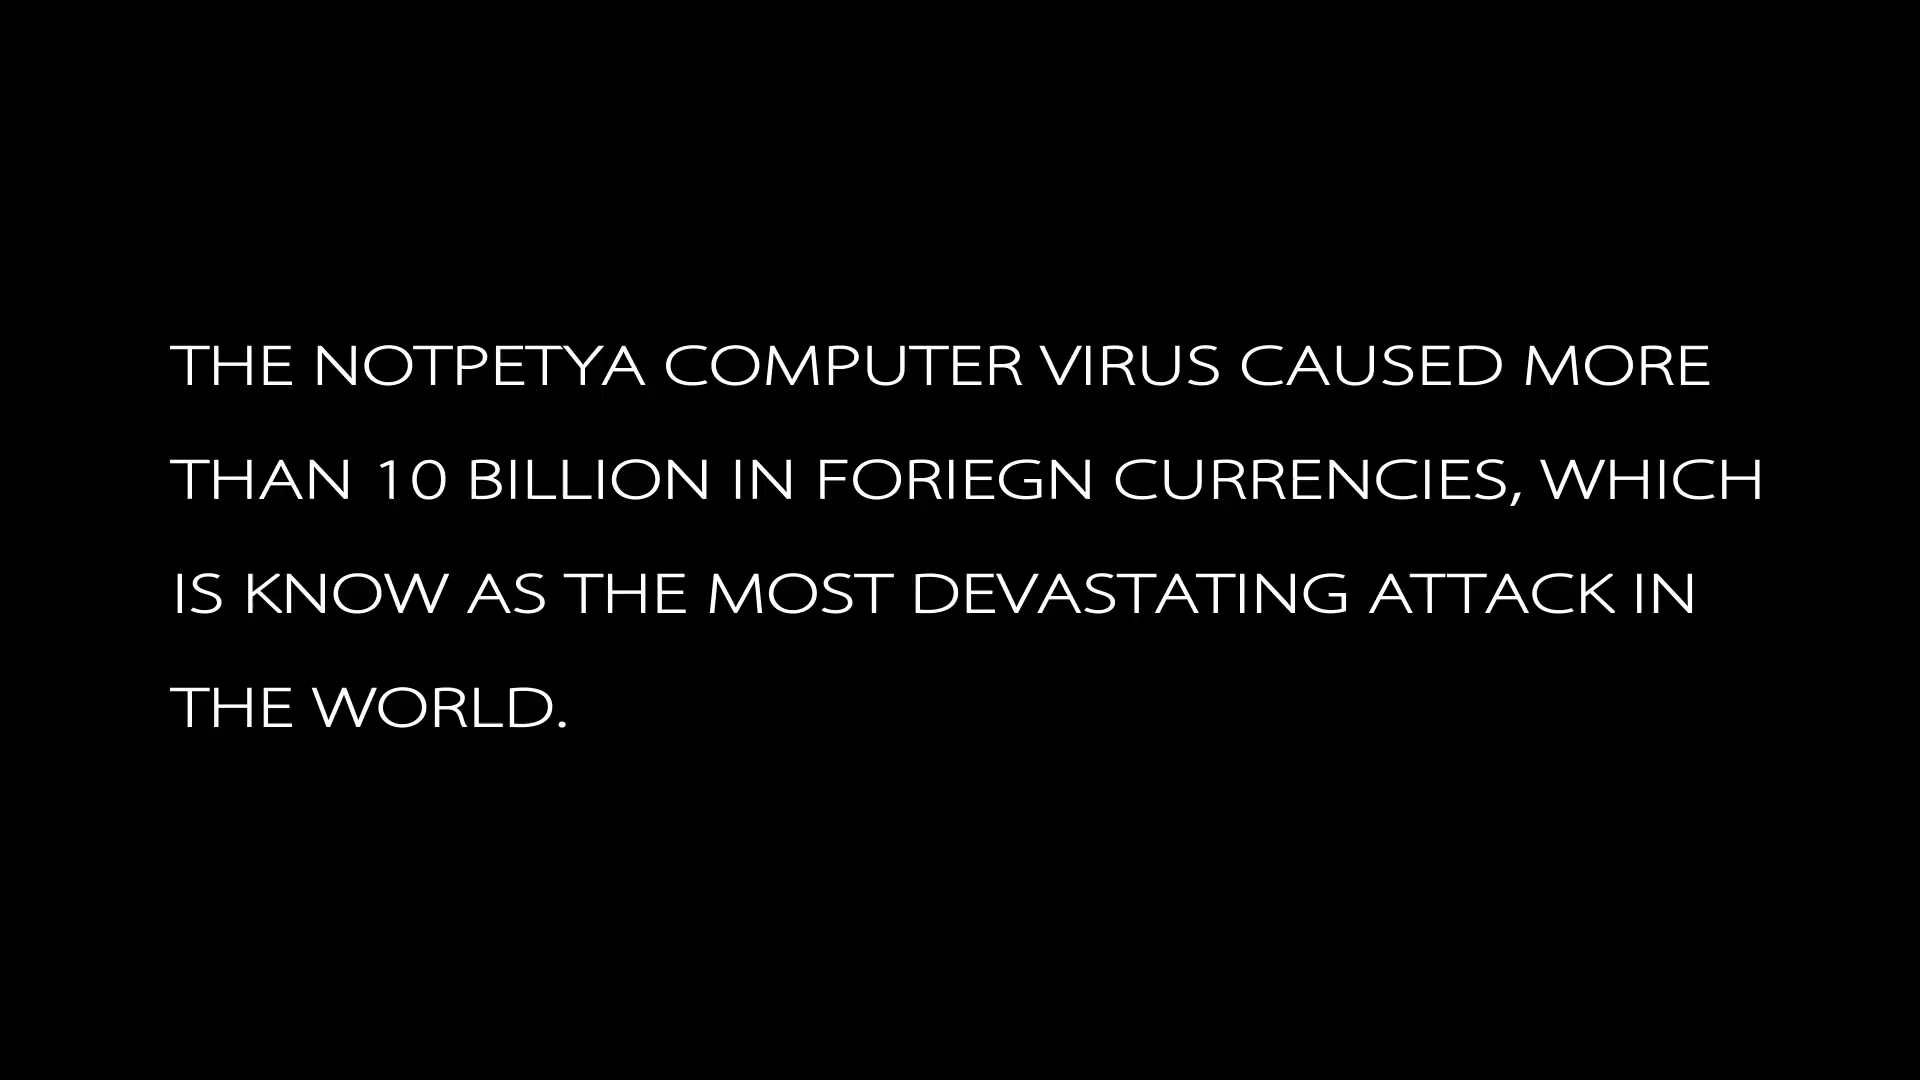 THE NOTPETYA COMPUTER VIRUS CAUSED MORE
THAN 10 BILLION IN FORIEGN CURRENCIES, WHICH
IS KNOW AS THE MOST DEVASTATING ATTACK IN
THE WORLD.